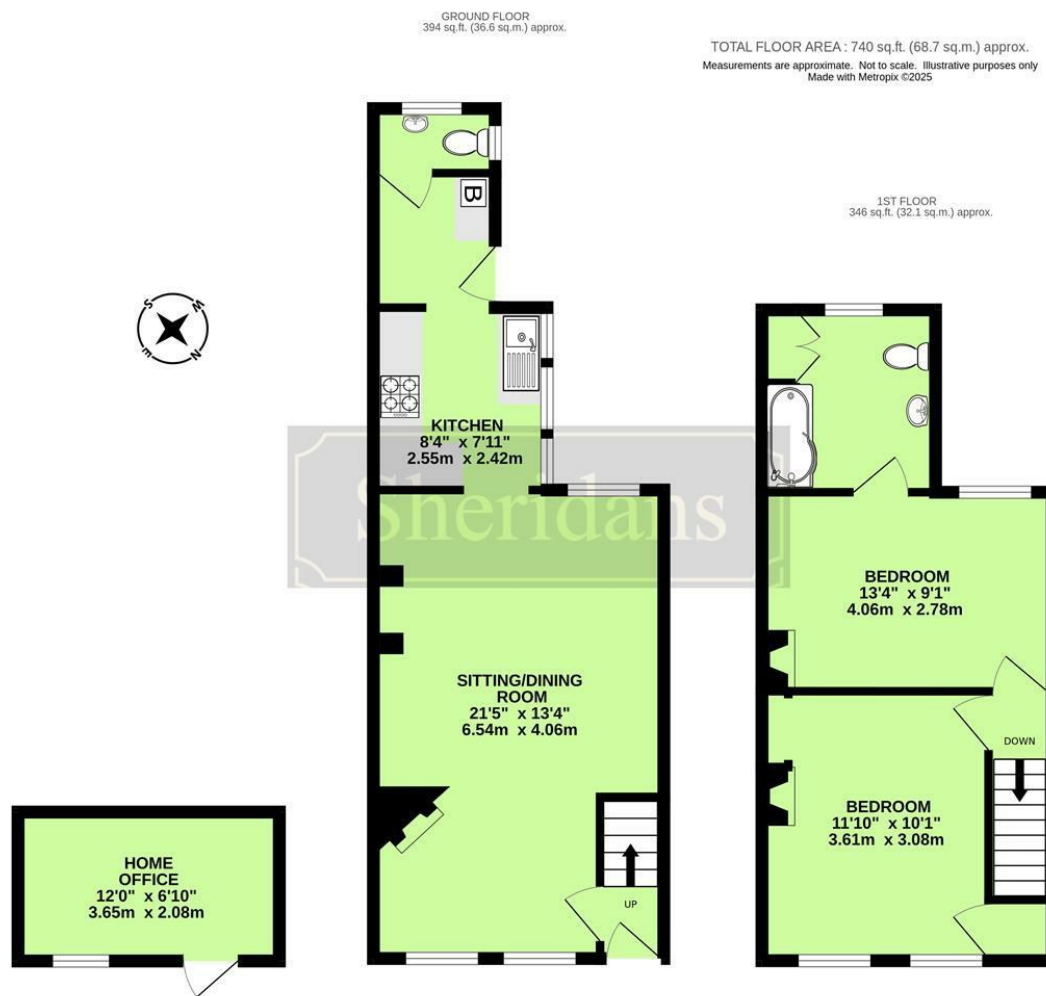 GROUND FLOOR
394 sq.ft. (36.6 sq.m.) approx.
TOTAL FLOOR AREA : 740 sq.ft. (68.7 sq.m.) approx.
Measurements are approximate. Not to scale. Illustrative purposes only
Made with Metropix ©2025
1ST FLOOR
346 sq.ft. (32.1 sq.m.) approx.
B
S
W
E
N
KITCHEN
8'4" x 7'11"
2.55m x 2.42m
Sheridans
SITTING/DINING
ROOM
21'5" x 13'4"
6.54m x 4.06m
UP
BEDROOM
13'4" x 9'1"
4.06m x 2.78m
DOWN
BEDROOM
11'10" x 10'1"
3.61m x 3.08m
HOME
OFFICE
12'0" x 6'10"
3.65m x 2.08m